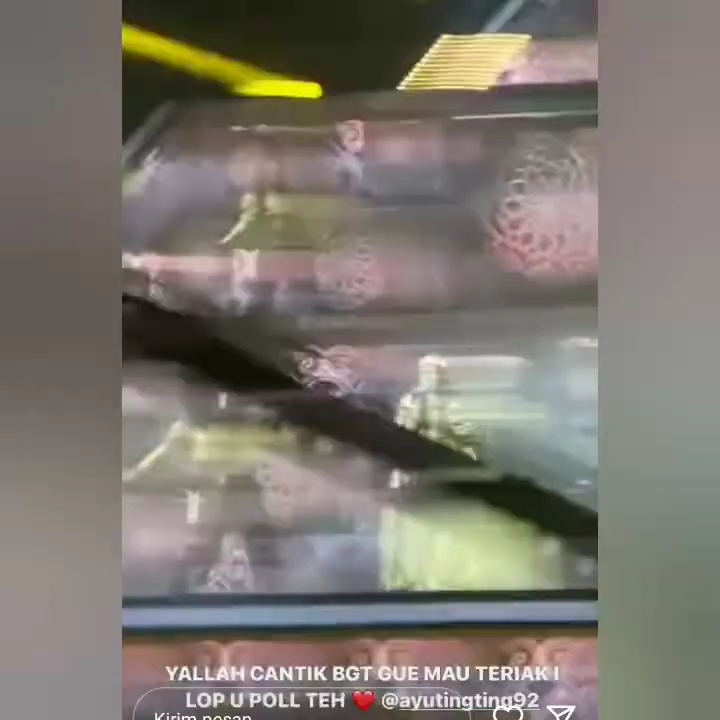 YALLAH CANTIK BGT GUE MAU TERIAK I
LOP U POLL TEH ❤️ @ayutingting92
Kirim pesan